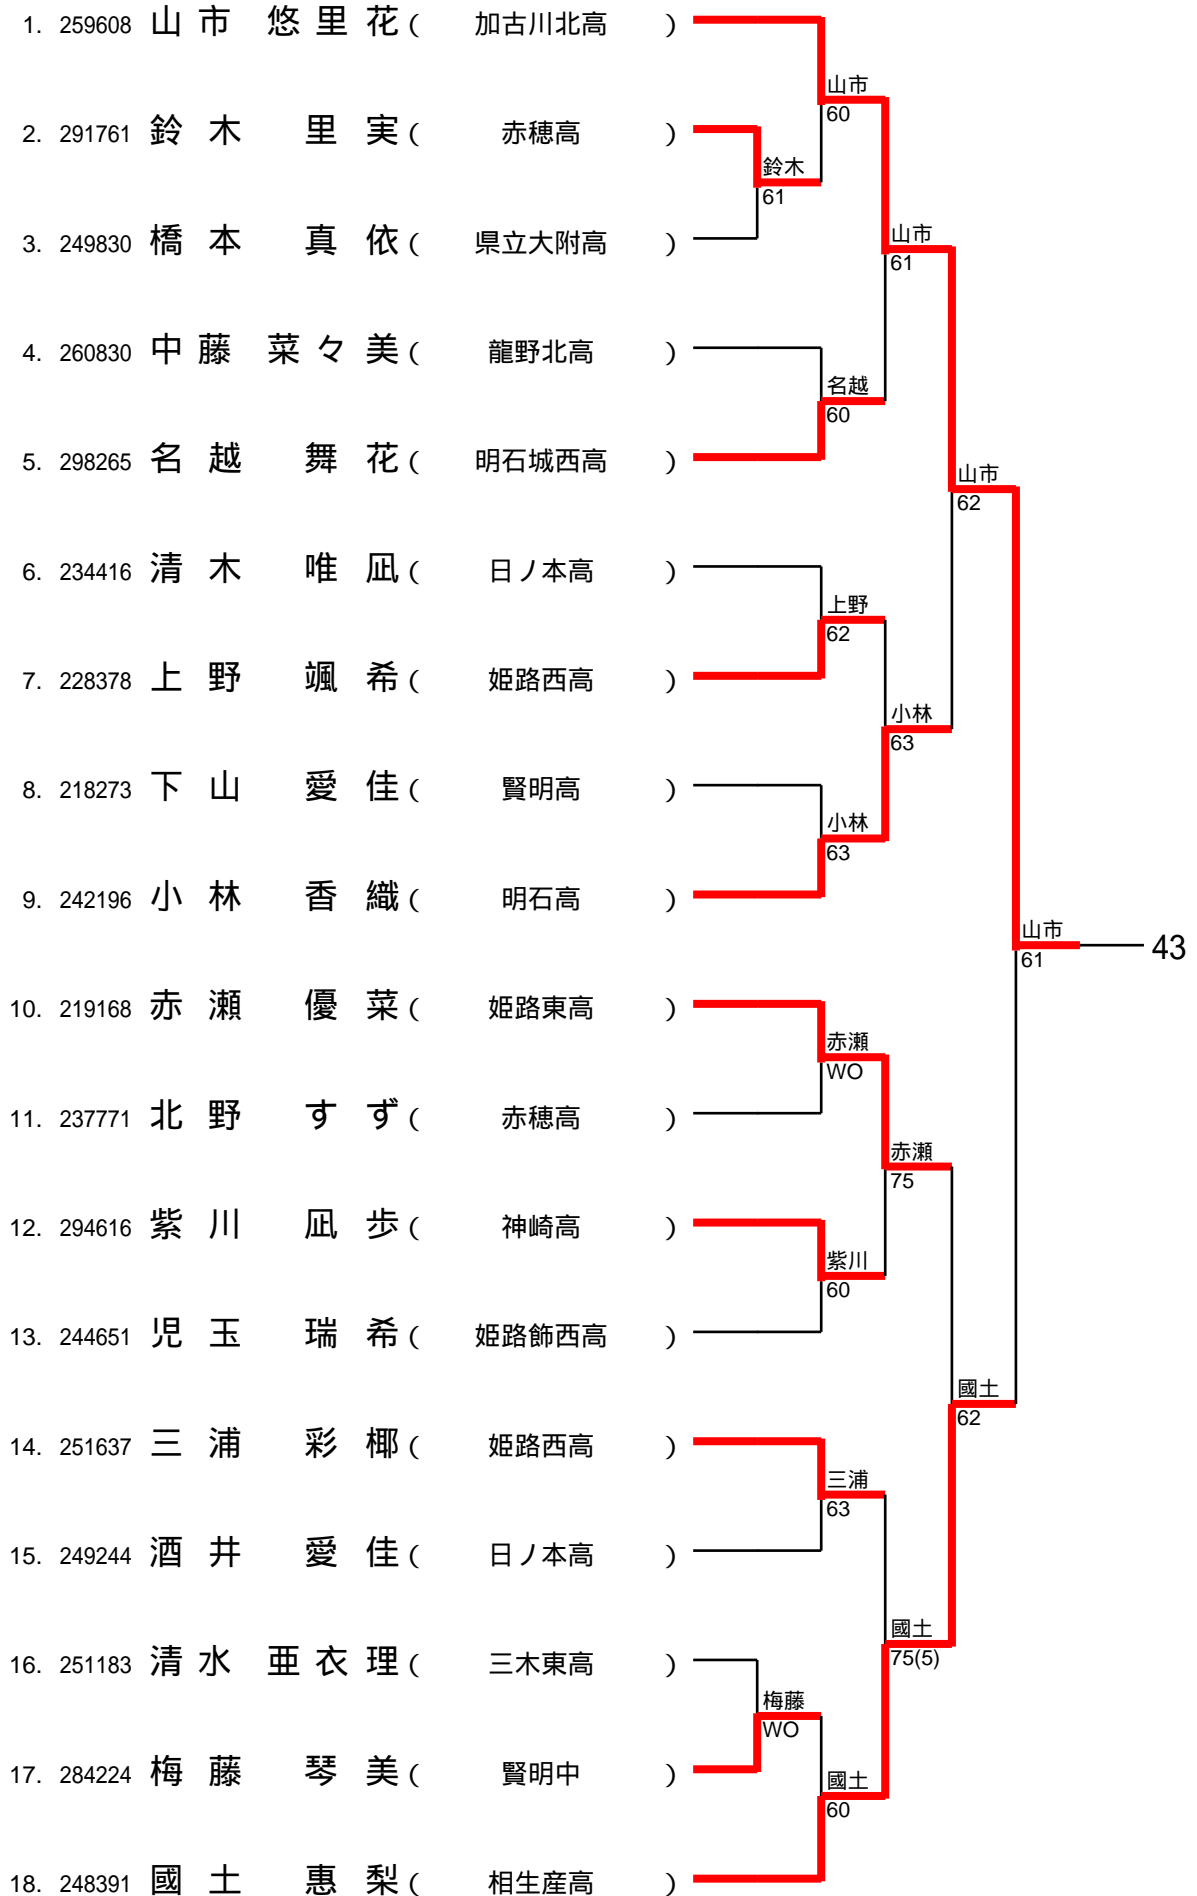 1. 259608 山市 悠里花 ( 加古川北高 )
山市
60
2. 291761 鈴木 里実 ( 赤穂高 )
鈴木
61
3. 249830 橋本 真依 ( 県立大附高 )
山市
61
4. 260830 中藤 菜々美 ( 龍野北高 )
名越
60
5. 298265 名越 舞花 ( 明石城西高 )
山市
62
6. 234416 清木 唯凪 ( 日ノ本高 )
上野
62
7. 228378 上野 颯希 ( 姫路西高 )
小林
63
8. 218273 下山 愛佳 ( 賢明高 )
小林
63
9. 242196 小林 香織 ( 明石高 )
山市
61
43
10. 219168 赤瀬 優菜 ( 姫路東高 )
赤瀬
WO
11. 237771 北野 すず ( 赤穂高 )
赤瀬
75
12. 294616 紫川 凪歩 ( 神崎高 )
紫川
60
13. 244651 児玉 瑞希 ( 姫路飾西高 )
國土
62
14. 251637 三浦 彩椰 ( 姫路西高 )
三浦
63
15. 249244 酒井 愛佳 ( 日ノ本高 )
國土
75(5)
16. 251183 清水 亜衣理 ( 三木東高 )
梅藤
WO
17. 284224 梅藤 琴美 ( 賢明中 )
國土
60
18. 248391 國土 惠梨 ( 相生産高 )